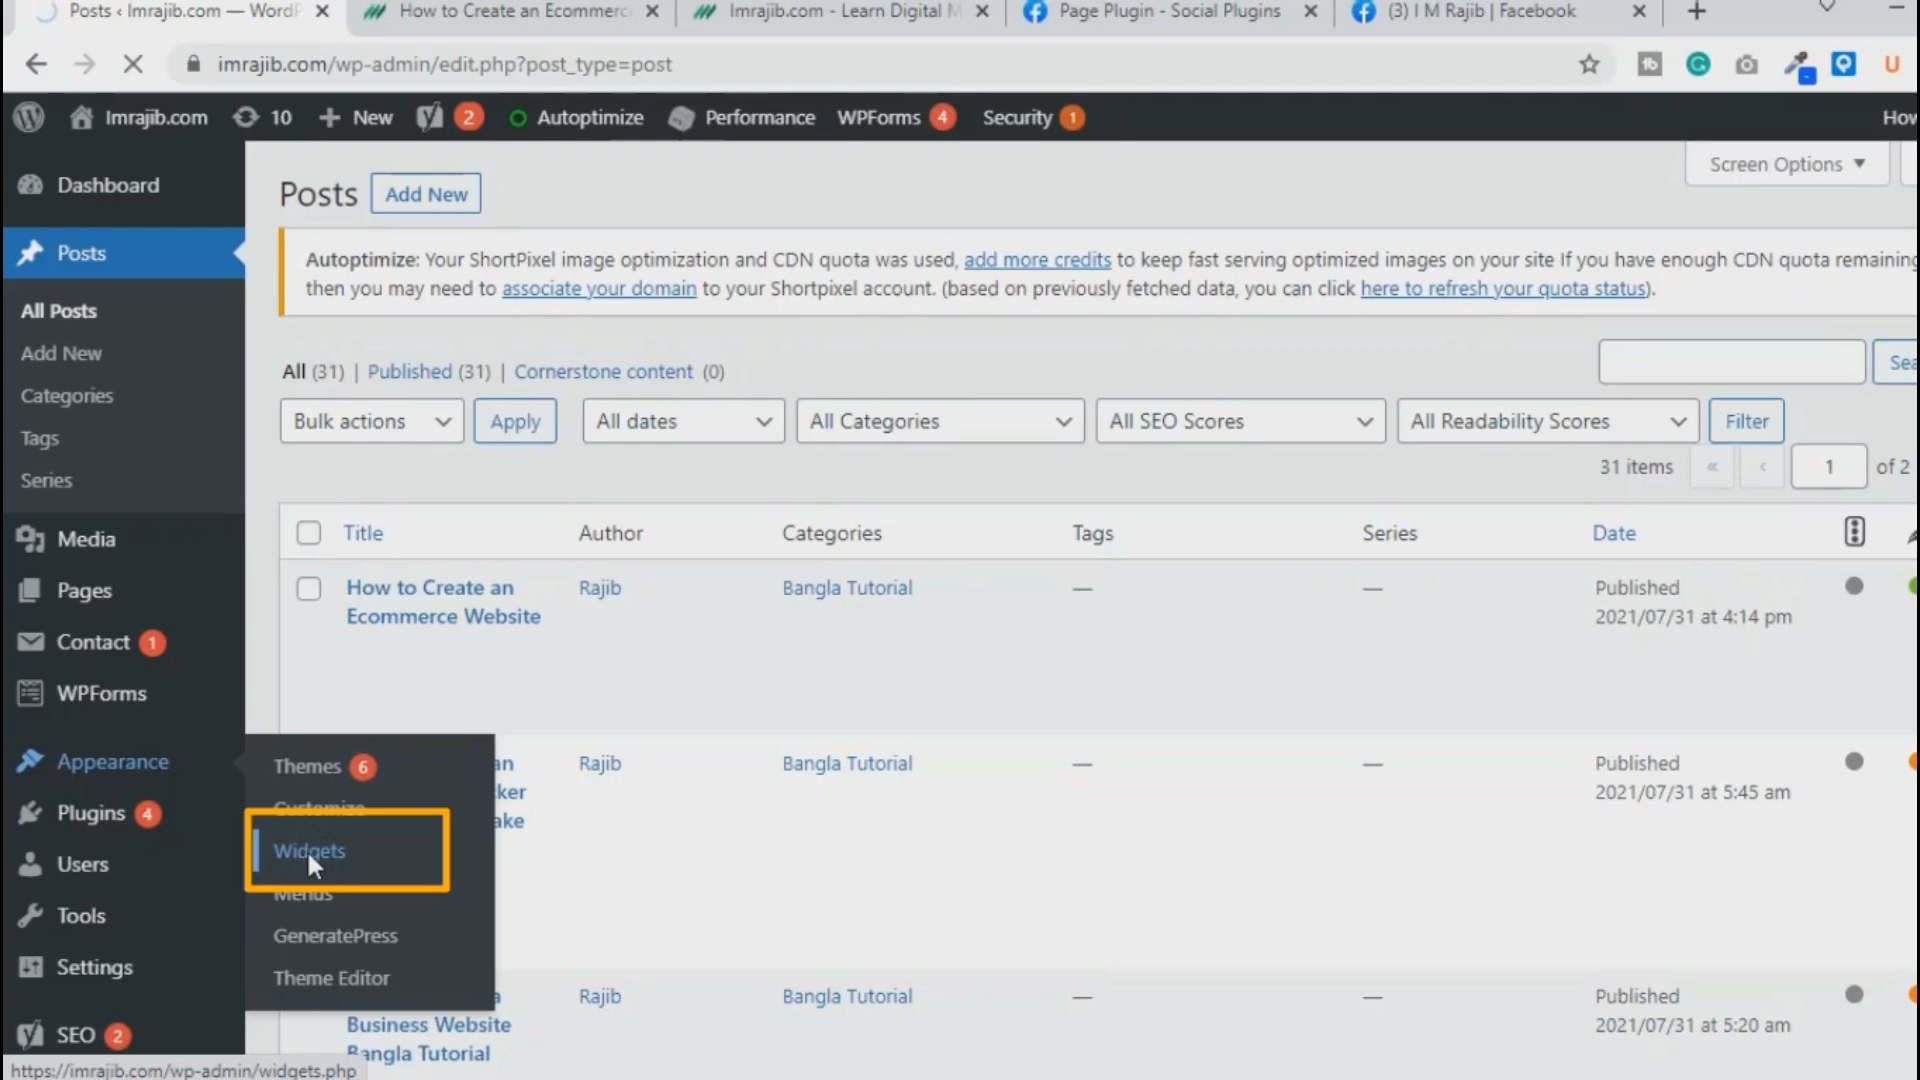 Posts ‹ Imrajib.com — WordP
How to Create an Ecommerc
Imrajib.com - Learn Digital M
Page Plugin - Social Plugins
(3) I M Rajib | Facebook
imrajib.com/wp-admin/edit.php?post_type=post
Imrajib.com
10
New
2
Autoptimize
Performance
WPForms 4
Security 1
How
Dashboard
Posts
All Posts
Add New
Categories
Tags
Series
Media
Pages
Contact 1
WPForms
Appearance
Plugins 4
Users
Tools
Settings
SEO 2
Themes 6
Customize
Widgets
Menus
GeneratePress
Theme Editor
Screen Options
Posts
Add New
Autoptimize: Your ShortPixel image optimization and CDN quota was used, add more credits to keep fast serving optimized images on your site If you have enough CDN quota remaining
then you may need to associate your domain to your Shortpixel account. (based on previously fetched data, you can click here to refresh your quota status).
All (31) | Published (31) | Cornerstone content (0)
Sea
Bulk actions
Apply
All dates
All Categories
All SEO Scores
All Readability Scores
Filter
31 items « ‹ 1 of 2
Title Author Categories Tags Series Date
How to Create an
Ecommerce Website
Rajib
Bangla Tutorial
—
—
Published
2021/07/31 at 4:14 pm
an
ker
ake
Rajib
Bangla Tutorial
—
—
Published
2021/07/31 at 5:45 am
a
Business Website
Bangla Tutorial
Rajib
Bangla Tutorial
—
—
Published
2021/07/31 at 5:20 am
https://imrajib.com/wp-admin/widgets.php